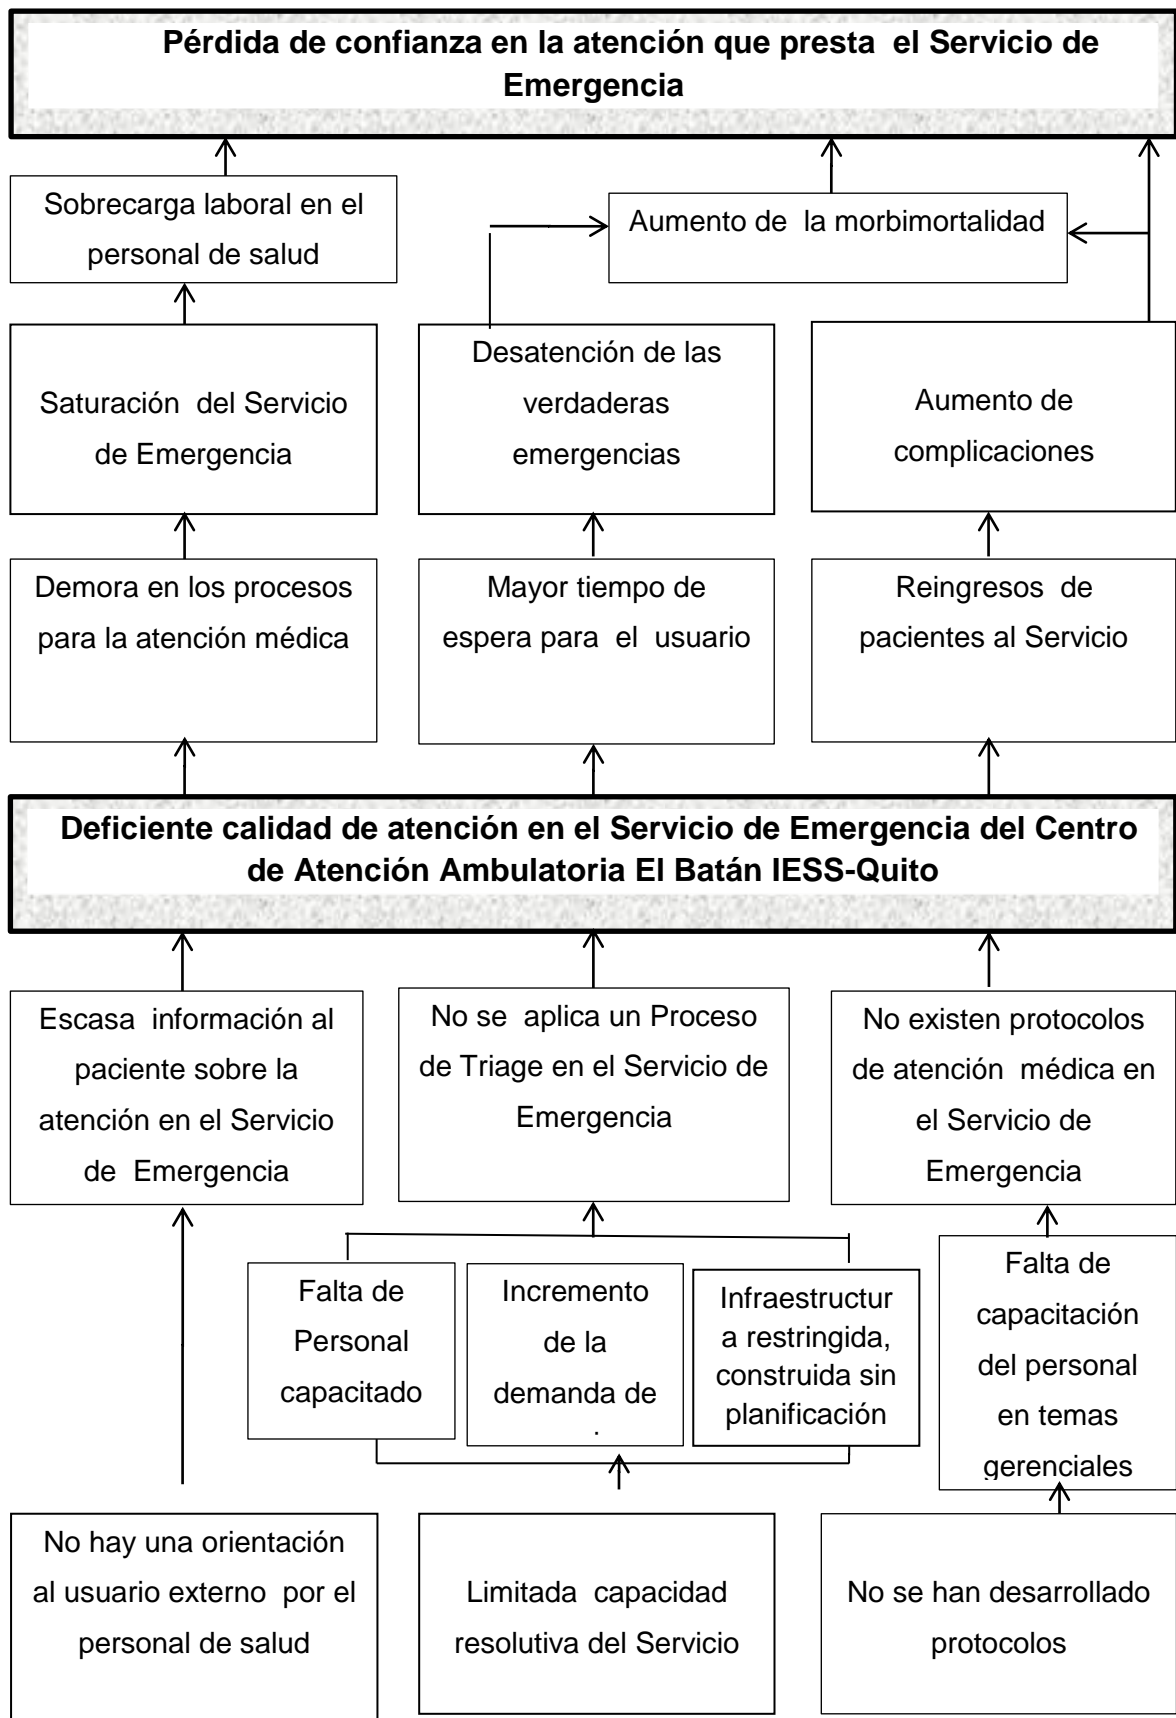 Pérdida de confianza en la atención que presta el Servicio de
Emergencia
Sobrecarga laboral en el
personal de salud
Aumento de la morbimortalidad
Saturación del Servicio
de Emergencia
Desatención de las
verdaderas
emergencias
Aumento de
complicaciones
Demora en los procesos
para la atención médica
Mayor tiempo de
espera para el usuario
Reingresos de
pacientes al Servicio
Deficiente calidad de atención en el Servicio de Emergencia del Centro
de Atención Ambulatoria El Batán IESS-Quito
Escasa información al
paciente sobre la
atención en el Servicio
de Emergencia
No se aplica un Proceso
de Triage en el Servicio de
Emergencia
No existen protocolos
de atención médica en
el Servicio de
Emergencia
Falta de
Personal
capacitado
Incremento
de la
demanda de
.
Infraestructur
a restringida,
construida sin
planificación
Falta de
capacitación
del personal
en temas
gerenciales
No hay una orientación
al usuario externo por el
personal de salud
Limitada capacidad
resolutiva del Servicio
No se han desarrollado
protocolos